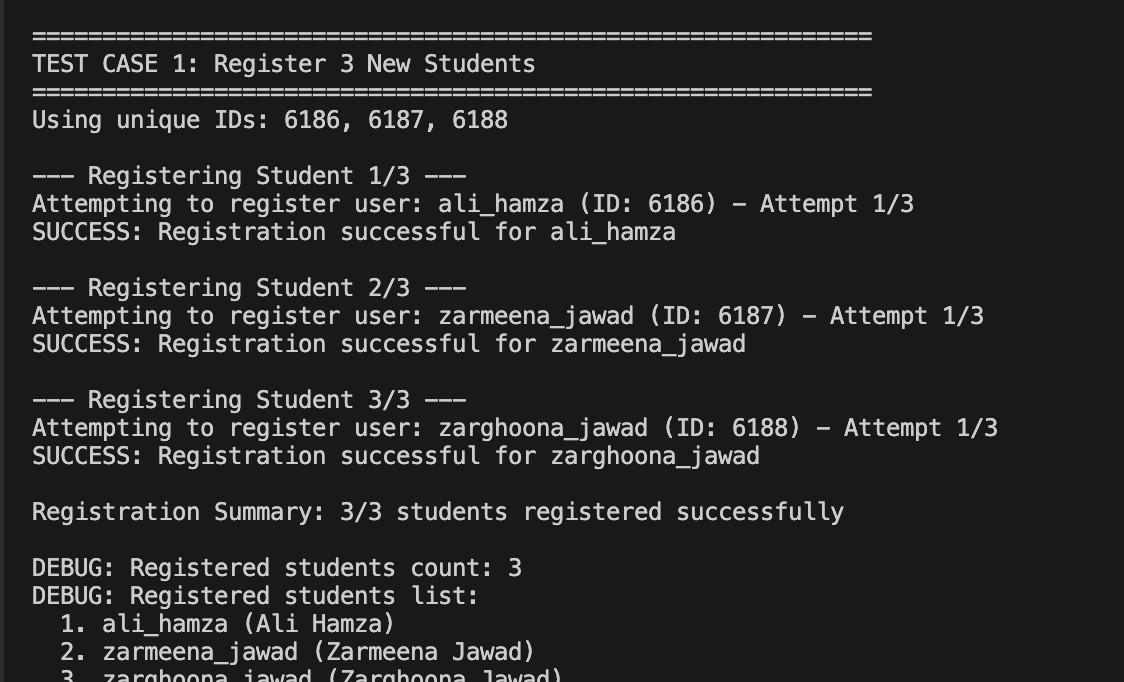 ============================================================
TEST CASE 1: Register 3 New Students
============================================================
Using unique IDs: 6186, 6187, 6188
--- Registering Student 1/3 ---
Attempting to register user: ali_hamza (ID: 6186) - Attempt 1/3
SUCCESS: Registration successful for ali_hamza
--- Registering Student 2/3 ---
Attempting to register user: zarmeena_jawad (ID: 6187) - Attempt 1/3
SUCCESS: Registration successful for zarmeena_jawad
--- Registering Student 3/3 ---
Attempting to register user: zarghoona_jawad (ID: 6188) - Attempt 1/3
SUCCESS: Registration successful for zarghoona_jawad
Registration Summary: 3/3 students registered successfully
DEBUG: Registered students count: 3
DEBUG: Registered students list:
1. ali_hamza (Ali Hamza)
2. zarmeena_jawad (Zarmeena Jawad)
3. zarghoona_jawad (Zarghoona Jawad)